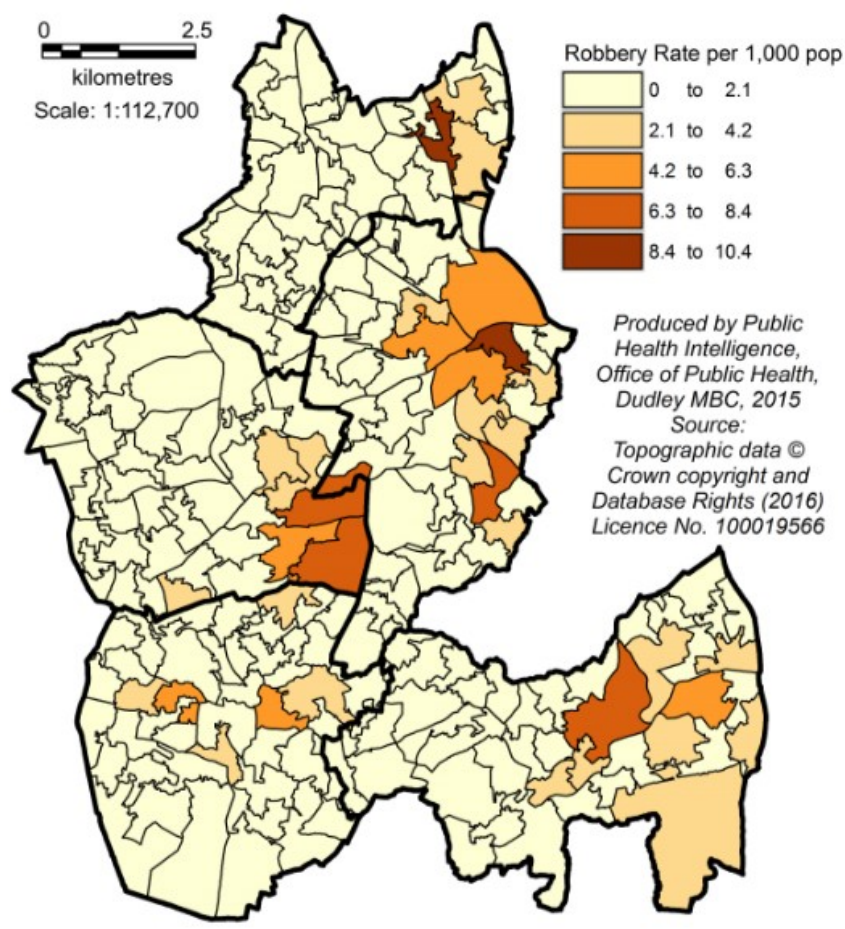 0 2.5
kilometres
Scale: 1:112,700
Robbery Rate per 1,000 pop
0 to 2.1
2.1 to 4.2
4.2 to 6.3
6.3 to 8.4
8.4 to 10.4
Produced by Public
Health Intelligence,
Office of Public Health,
Dudley MBC, 2015
Source:
Topographic data ©
Crown copyright and
Database Rights (2016)
Licence No. 100019566